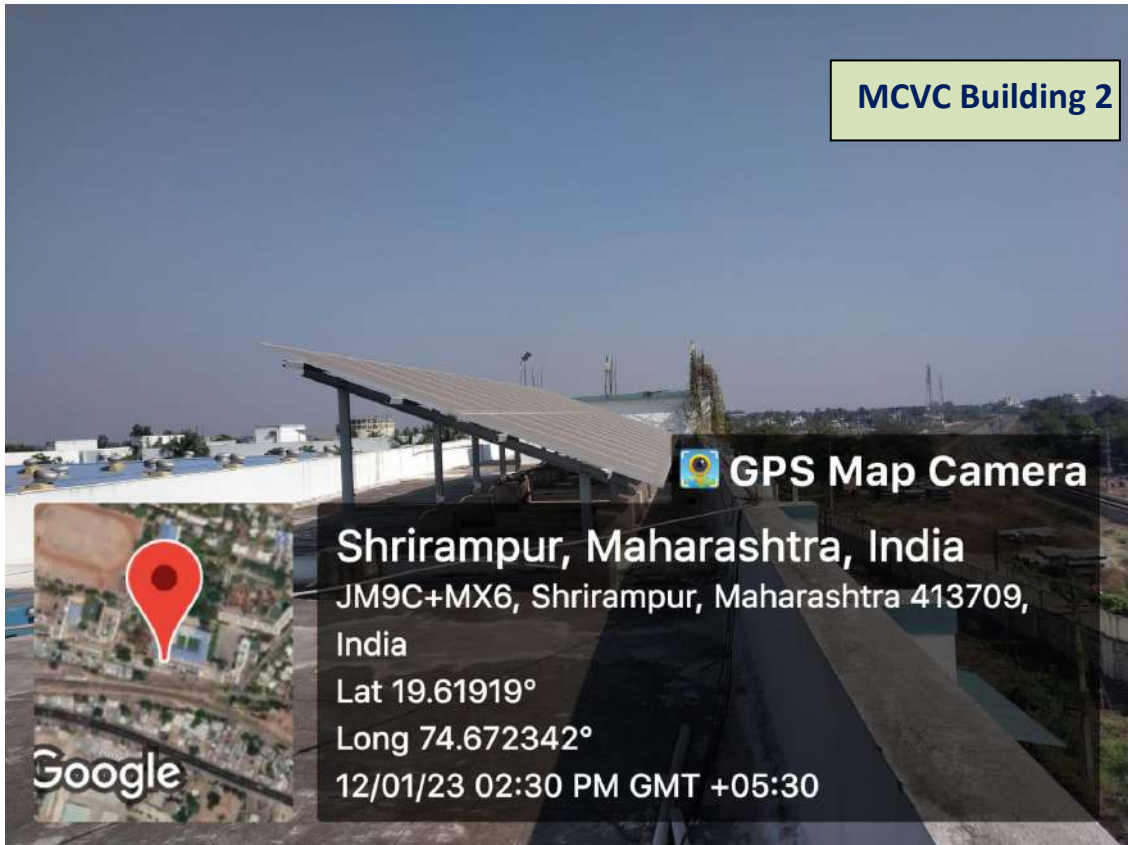 MCVC Building 2
GPS Map Camera
Shrirampur, Maharashtra, India
JM9C+MX6, Shrirampur, Maharashtra 413709,
India
Lat 19.61919°
Long 74.672342°
12/01/23 02:30 PM GMT +05:30
Google